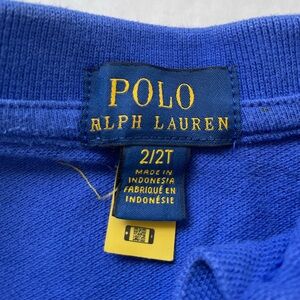 POLO
RALPH LAUREN
2/2T
MADE IN
INDONESIA
FABRIQUÉ EN
INDONÉSIE